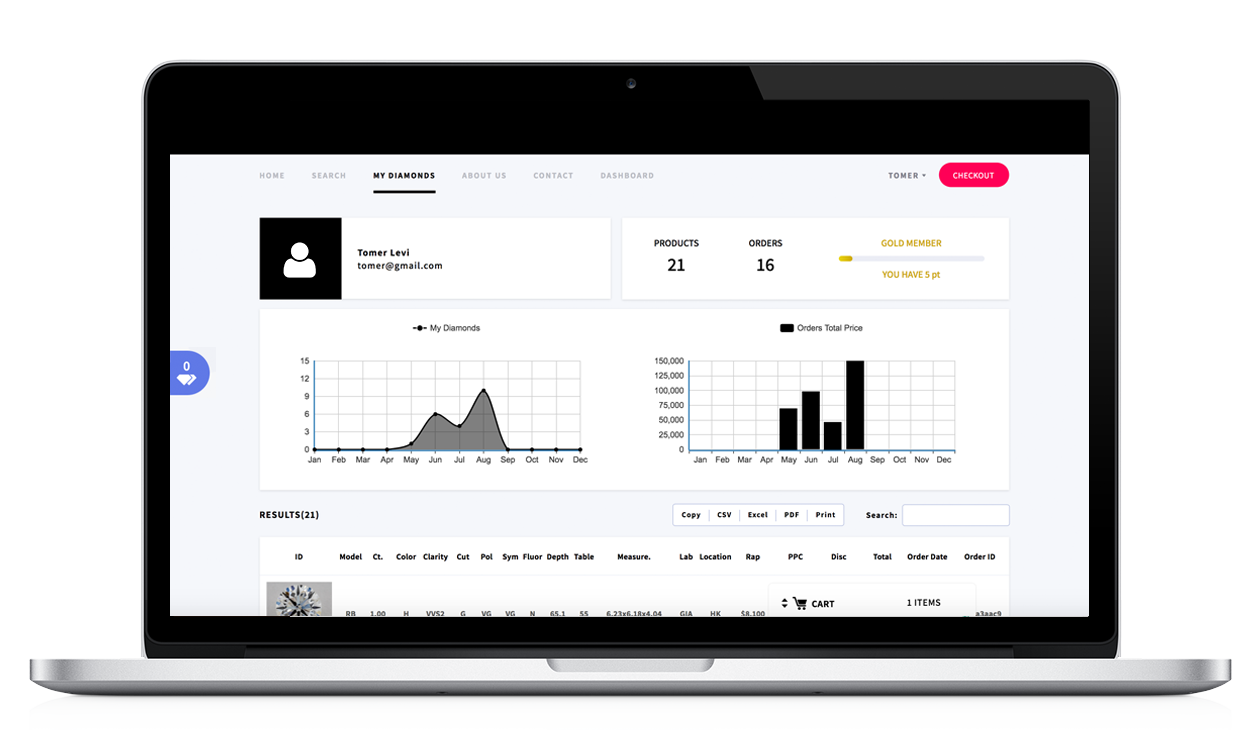 HOME SEARCH MY DIAMONDS ABOUT US CONTACT DASHBOARD TOMER CHECKOUT
Tomer Levi
tomer@gmail.com
PRODUCTS ORDERS GOLD MEMBER
21 16
YOU HAVE 5 pt
0
My Diamonds
15
12
9
6
3
0
Jan Feb Mar Apr May Jun Jul Aug Sep Oct Nov Dec
Orders Total Price
150,000
125,000
100,000
75,000
50,000
25,000
0
Jan Feb Mar Apr May Jun Jul Aug Sep Oct Nov Dec
RESULTS(21) Copy CSV Excel PDF Print Search:
ID Model Ct. Color Clarity Cut Pol Sym Fluor Depth Table Measure. Lab Location Rap PPC Disc Total Order Date Order ID
RB 1.00 H VVS2 G VG VG N 65.1 55 6.23x6.18x4.04 GIA HK $8,100 a3aac9
CART 1 ITEMS